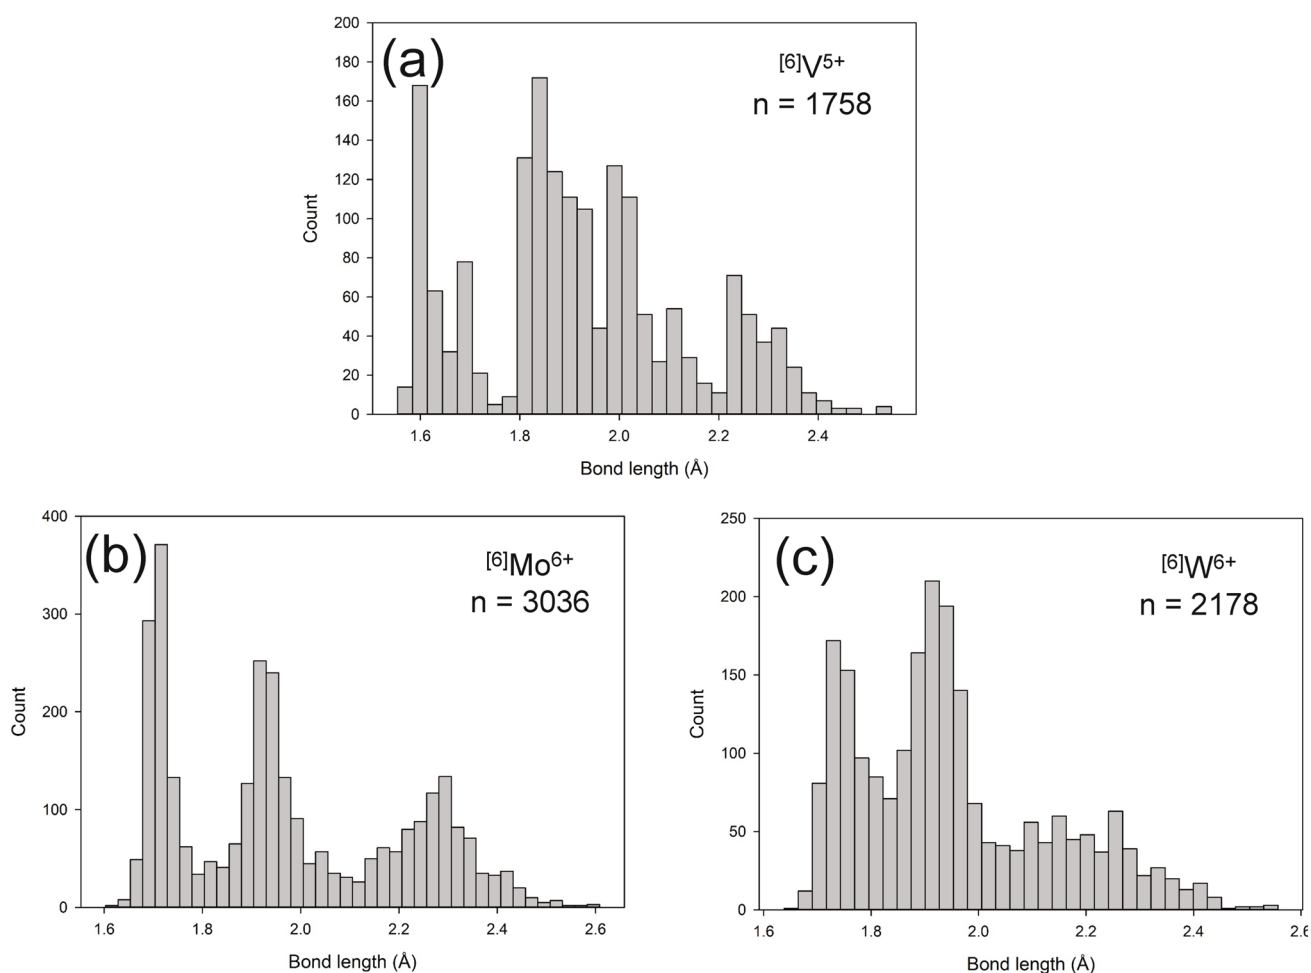 (a)
[6]V5+
n = 1758
200
180
160
140
120
100
80
60
40
20
0
Count
1.6 1.8 2.0 2.2 2.4
Bond length (Å)
(b)
[6]Mo6+
n = 3036
400
300
200
100
0
Count
1.6 1.8 2.0 2.2 2.4 2.6
Bond length (Å)
(c)
[6]W6+
n = 2178
250
200
150
100
50
0
Count
1.6 1.8 2.0 2.2 2.4 2.6
Bond length (Å)